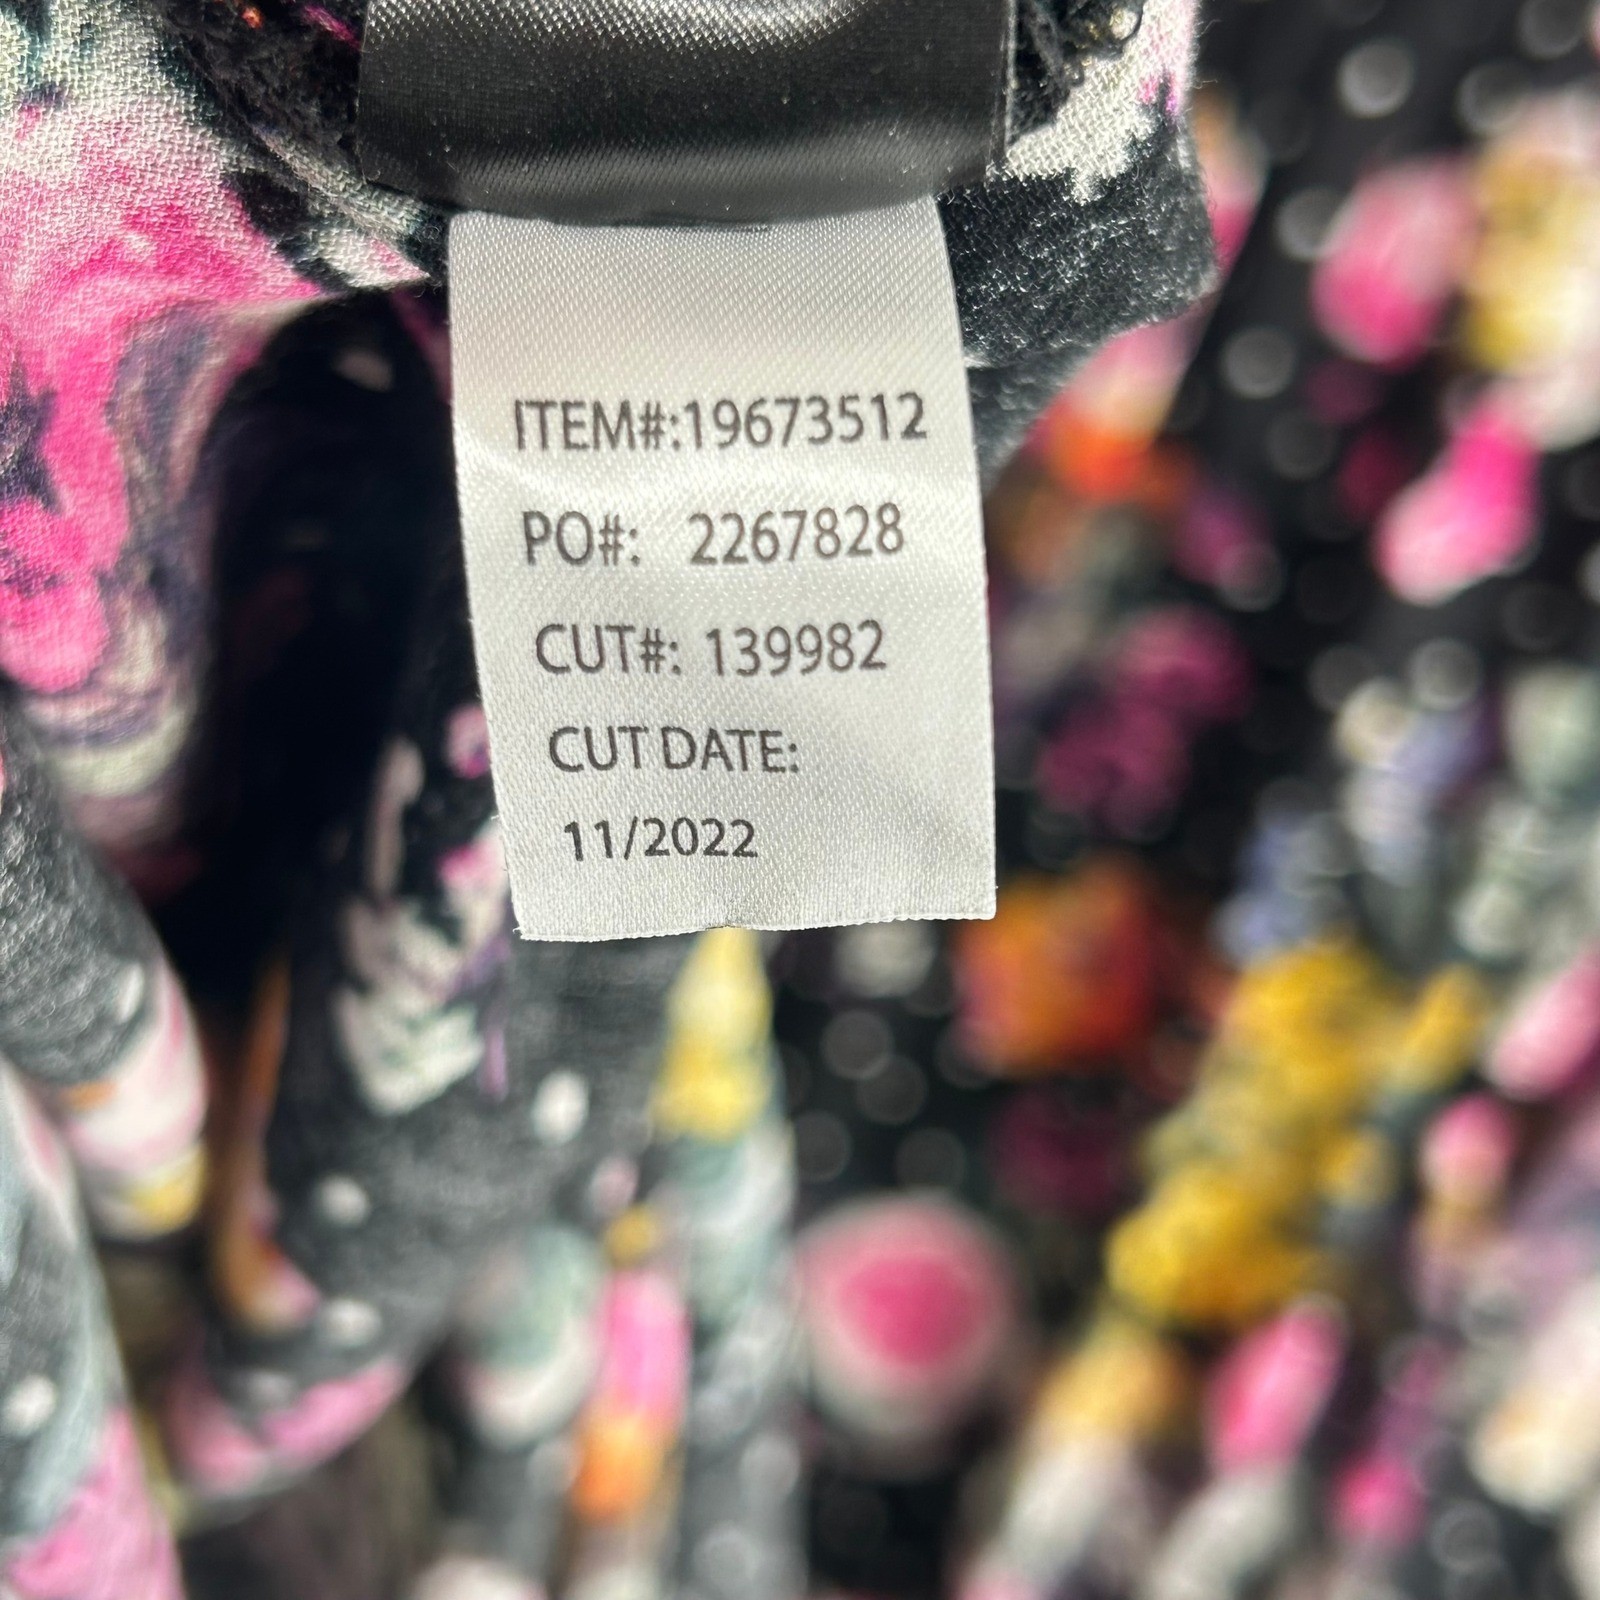 ITEM#:19673512
PO#: 2267828
CUT#: 139982
CUT DATE:
11/2022